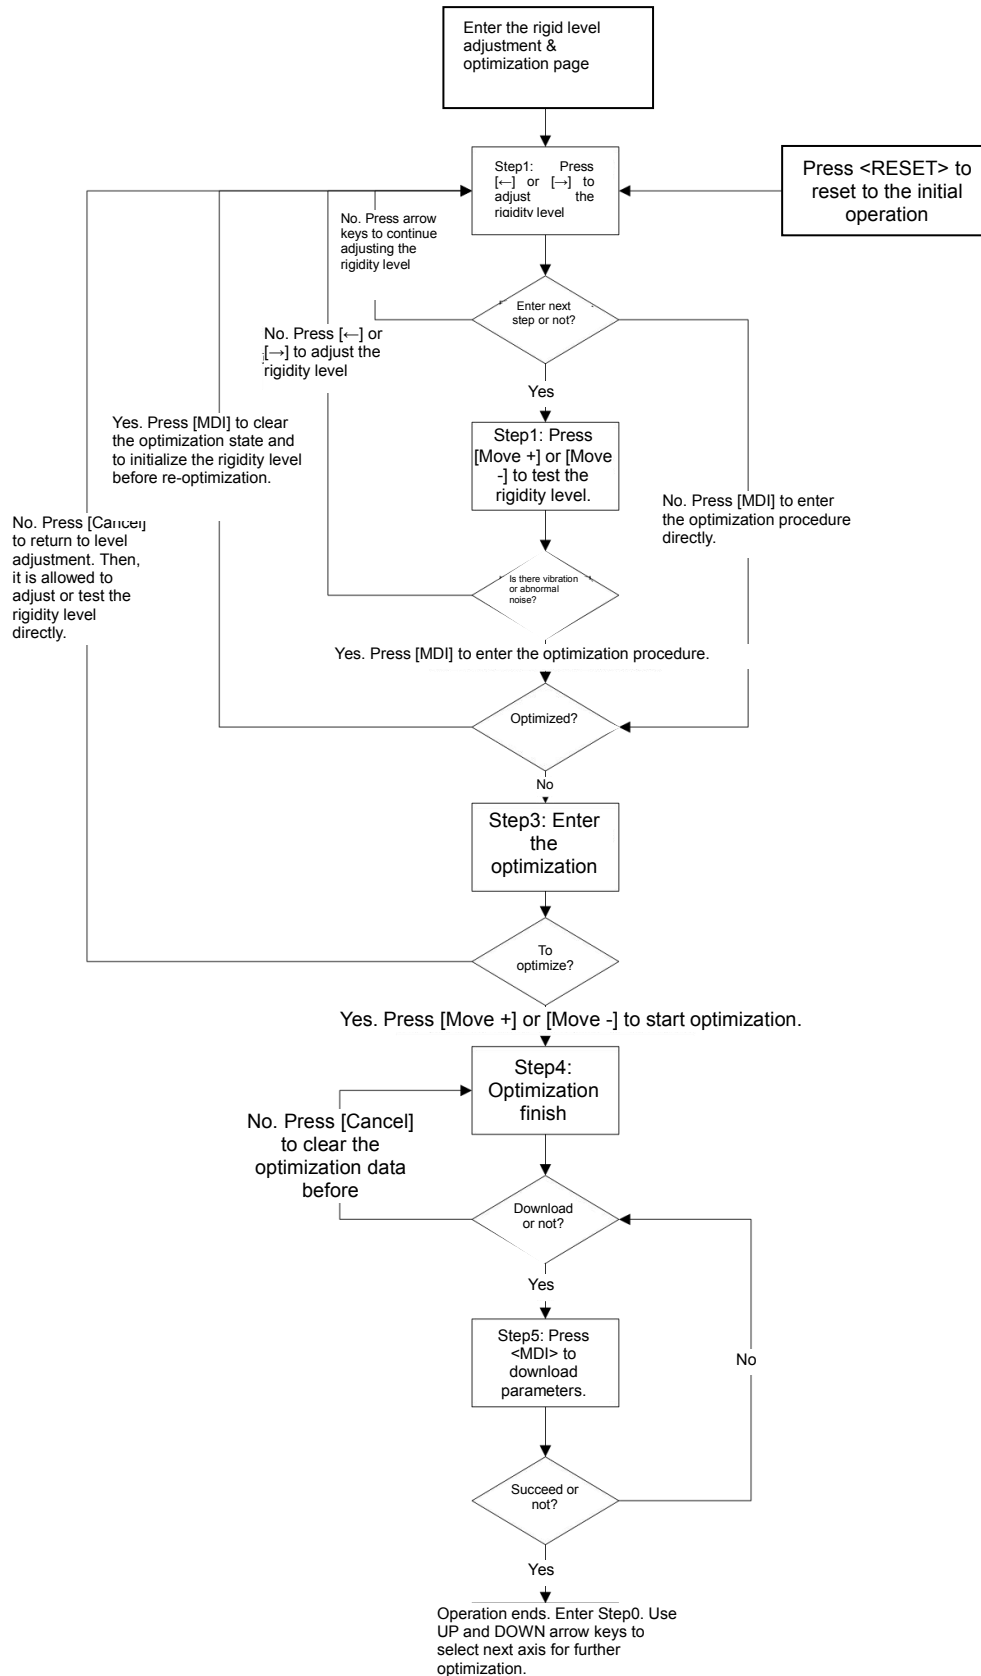 Enter the rigid level
adjustment &
optimization page
Step1: Press
[←] or [→] to
adjust the
rigidity level
Press <RESET> to
reset to the initial
operation
No. Press arrow
keys to continue
adjusting the
rigidity level
Enter next
step or not?
No. Press [←] or
[→] to adjust the
rigidity level
Yes
Yes. Press [MDI] to clear
the optimization state and
to initialize the rigidity level
before re-optimization.
Step1: Press
[Move +] or [Move
-] to test the
rigidity level.
No. Press [MDI] to enter
the optimization procedure
directly.
No. Press [Cancel]
to return to level
adjustment. Then,
it is allowed to
adjust or test the
rigidity level
directly.
Is there vibration
or abnormal
noise?
Yes. Press [MDI] to enter the optimization procedure.
Optimized?
No
Step3: Enter
the
optimization
To
optimize?
Yes. Press [Move +] or [Move -] to start optimization.
Step4:
Optimization
finish
No. Press [Cancel]
to clear the
optimization data
before
Download
or not?
Yes
Step5: Press
<MDI> to
download
parameters.
No
Succeed or
not?
Yes
Operation ends. Enter Step0. Use
UP and DOWN arrow keys to
select next axis for further
optimization.